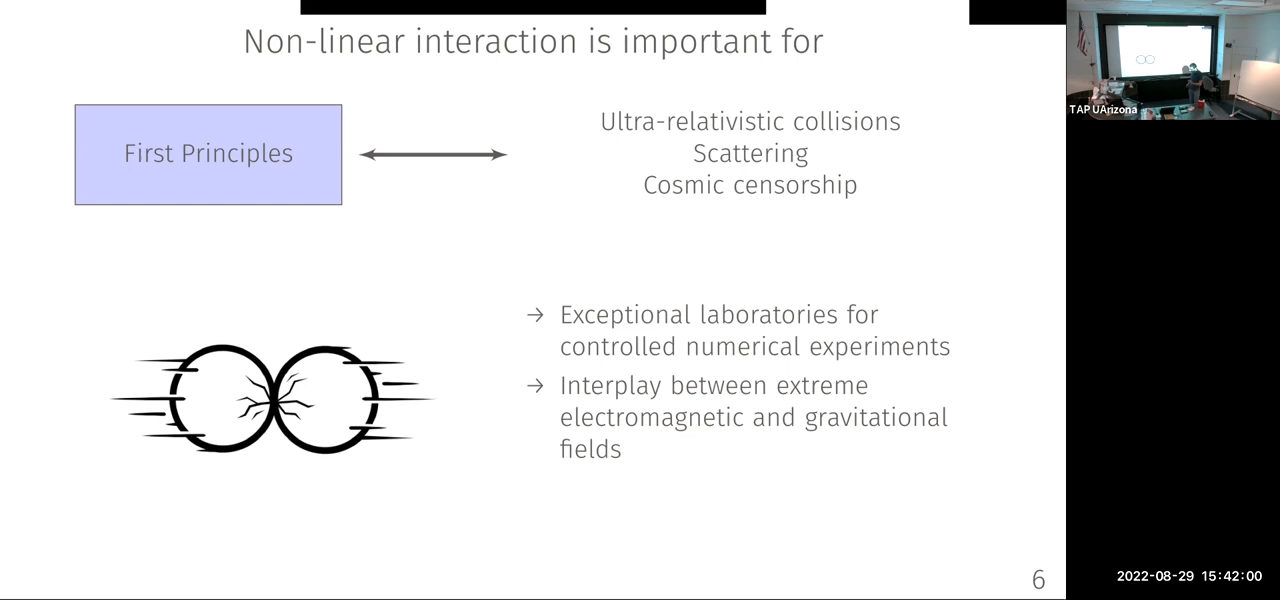 Non-linear interaction is important for
First Principles
Ultra-relativistic collisions
Scattering
Cosmic censorship
→ Exceptional laboratories for
controlled numerical experiments
→ Interplay between extreme
electromagnetic and gravitational
fields
6
TAP UArizona
2022-08-29 15:42:00